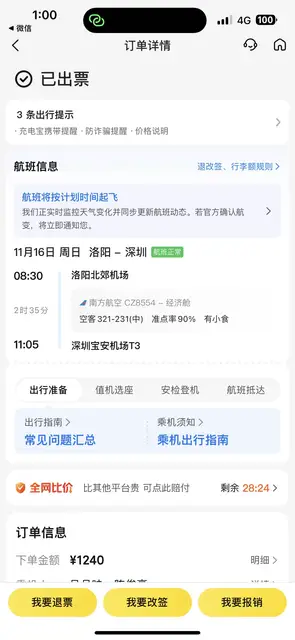 1:00
4G 100
微信
订单详情
已出票
3 条出行提示
· 充电宝携带提醒 · 防诈骗提醒 · 价格说明
航班信息
退改签、行李额规则
航班将按计划时间起飞
我们正实时监控天气变化并同步更新航班动态。若官方确认航变，将立即通知您。
11月16日 周日 洛阳 – 深圳 航班正常
08:30 洛阳北郊机场
2时35分
南方航空 CZ8554 – 经济舱
空客321-231(中) 准点率90% 有小食
11:05 深圳宝安机场T3
出行准备 值机选座 安检登机 航班抵达
出行指南 乘机须知
常见问题汇总 乘机出行指南
全网比价 比其他平台贵 可点此赔付 剩余 28:24
订单信息
下单金额 ¥1240 明细
我要退票 我要改签 我要报销